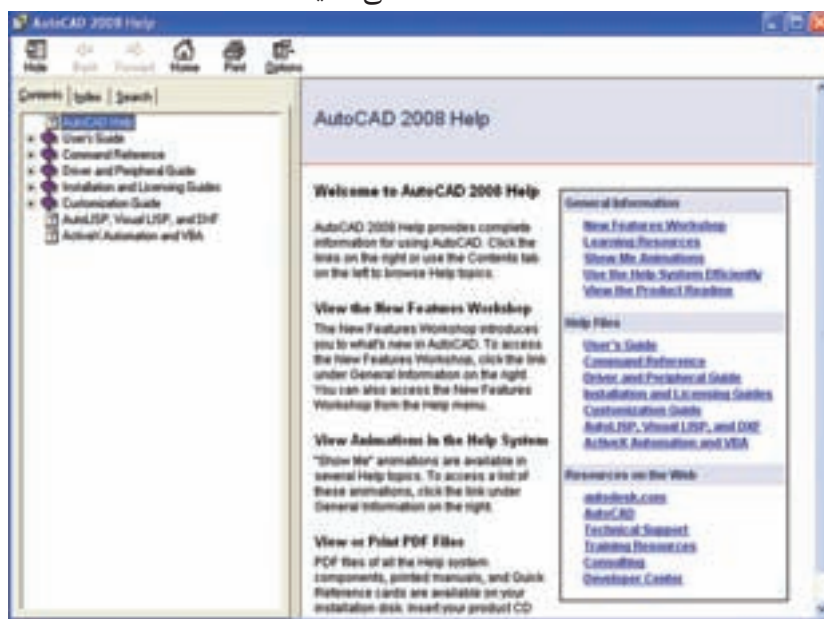 AutoCAD 2008 Help
Hide Back Forward Home Print Options
Contents Index Search
AutoCAD Help
User's Guide
Command Reference
Driver and Peripheral Guide
Installation and Licensing Guides
Customization Guide
AutoLISP, Visual LISP, and DXF
ActiveX Automation and VBA
AutoCAD 2008 Help
Welcome to AutoCAD 2008 Help
AutoCAD 2008 Help provides complete
information for using AutoCAD. Click the
links on the right or use the Contents tab
on the left to browse Help topics.
View the New Features Workshop
The New Features Workshop introduces
you to what's new in AutoCAD. To access
the New Features Workshop, click the link
under General Information on the right.
You can also access the New Features
Workshop from the Help menu.
View Animations in the Help System
"Show Me" animations are available in
several Help topics. To access a list of
these animations, click the link under
General Information on the right.
View or Print PDF Files
PDF files of all the Help system
components, printed manuals, and Quick
Reference cards are available on your
installation disk. Insert your product CD
General Information
New Features Workshop
Learning Resources
Show Me Animations
Use the Help System Efficiently
View the Product Readme
Help Files
User's Guide
Command Reference
Driver and Peripheral Guide
Installation and Licensing Guides
Customization Guide
AutoLISP, Visual LISP, and DXF
ActiveX Automation and VBA
Resources on the Web
autodesk.com
AutoCAD
Technical Support
Training Resources
Consulting
Developer Center